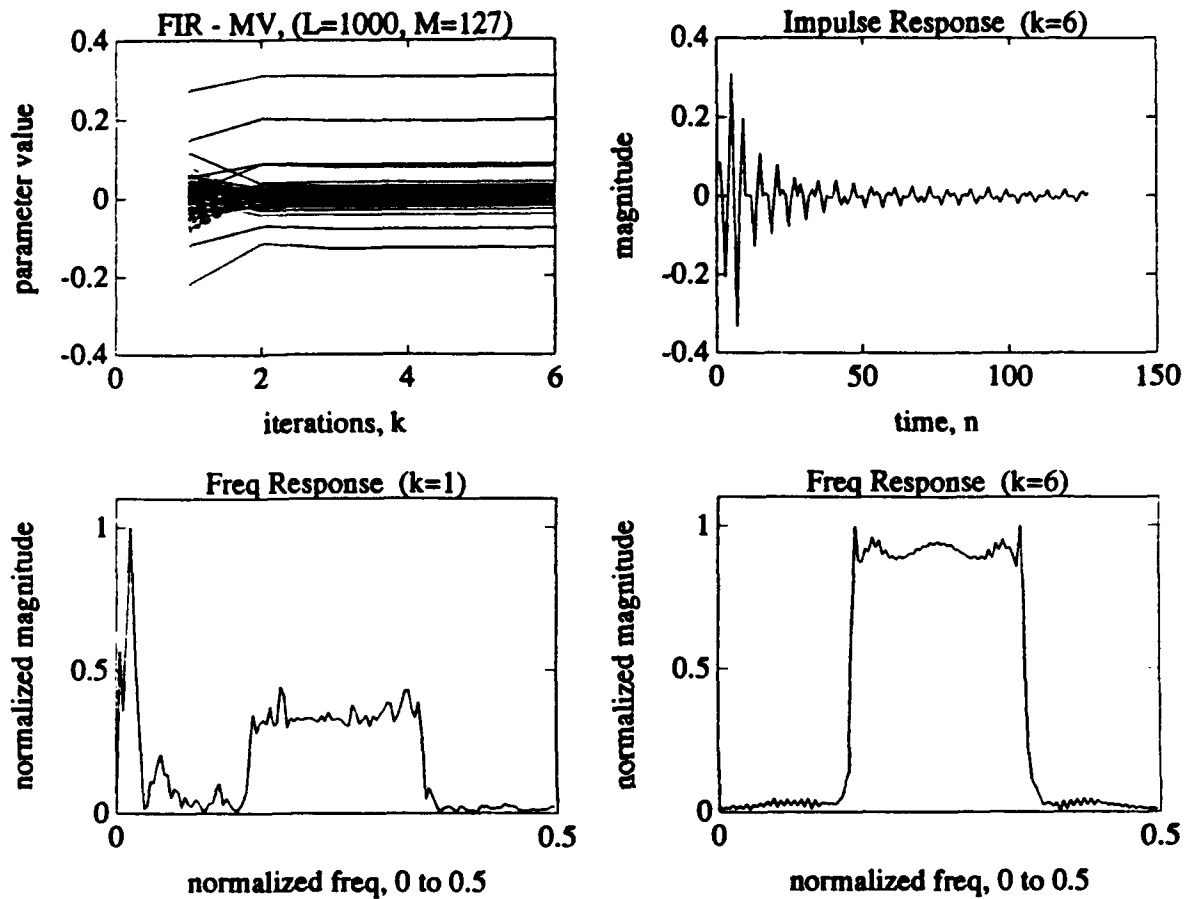 FIR - MV, (L=1000, M=127)
0.4
0.2
0
-0.2
-0.4
parameter value
0
2
4
6
iterations, k
Impulse Response (k=6)
0.4
0.2
0
-0.2
-0.4
magnitude
0
50
100
150
time, n
Freq Response (k=1)
1
0.5
0
normalized magnitude
0
0.5
normalized freq, 0 to 0.5
Freq Response (k=6)
1
0.5
0
normalized magnitude
0
0.5
normalized freq, 0 to 0.5